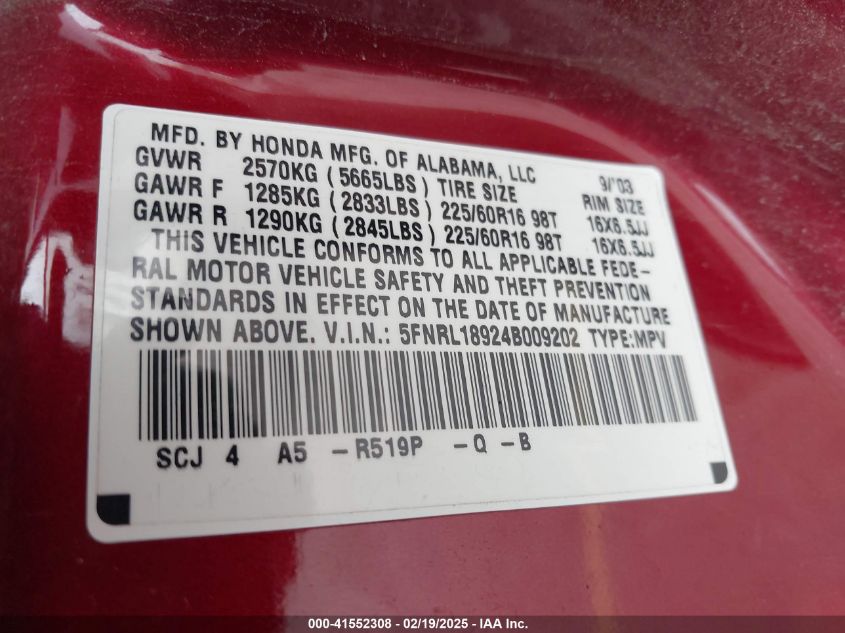 MFD. BY HONDA MFG. OF ALABAMA, LLC 9/'03
GVWR 2570KG (5665LBS) TIRE SIZE RIM SIZE
GAWR F 1285KG (2833LBS) 225/60R16 98T 16X6.5JJ
GAWR R 1290KG (2845LBS) 225/60R16 98T 16X6.5JJ
THIS VEHICLE CONFORMS TO ALL APPLICABLE FEDE-
RAL MOTOR VEHICLE SAFETY AND THEFT PREVENTION
STANDARDS IN EFFECT ON THE DATE OF MANUFACTURE
SHOWN ABOVE. V.I.N.: 5FNRL18924B009202 TYPE:MPV
SCJ 4 A5 -R519P -Q -B
000-41552308 - 02/19/2025 - IAA Inc.